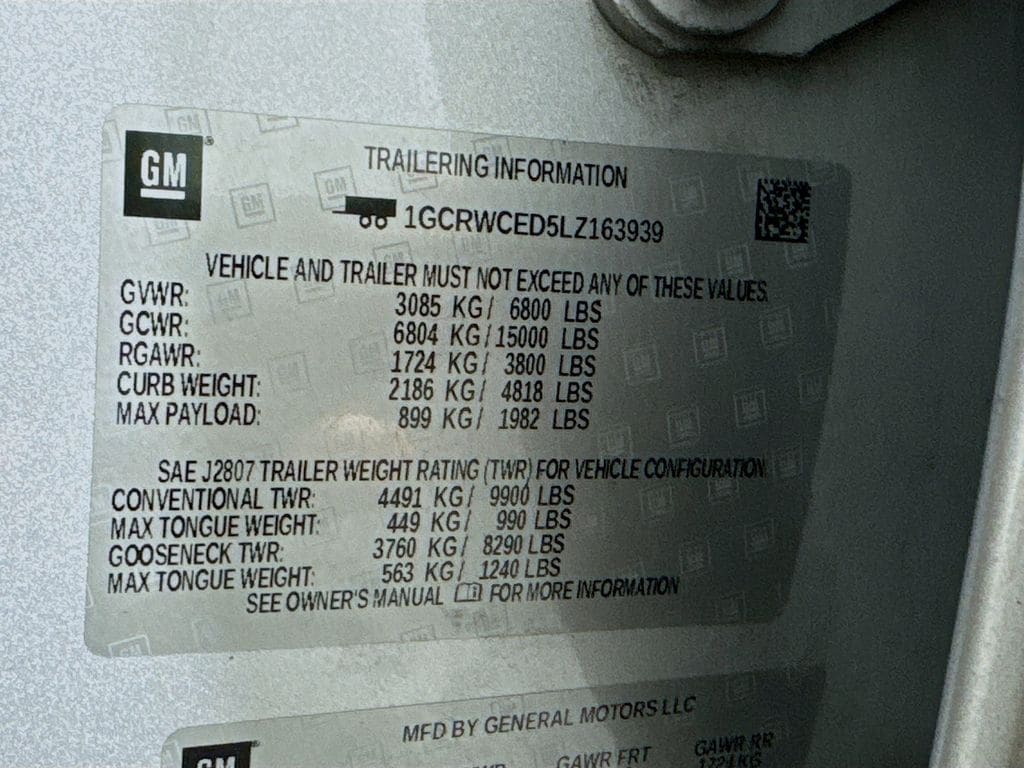 GM
TRAILERING INFORMATION
1GCRWCED5LZ163939
VEHICLE AND TRAILER MUST NOT EXCEED ANY OF THESE VALUES.
GVWR: 3085 KG/ 6800 LBS
GCWR: 6804 KG/15000 LBS
RGAWR: 1724 KG/ 3800 LBS
CURB WEIGHT: 2186 KG/ 4818 LBS
MAX PAYLOAD: 899 KG/ 1982 LBS
SAE J2807 TRAILER WEIGHT RATING (TWR) FOR VEHICLE CONFIGURATION
CONVENTIONAL TWR: 4491 KG/ 9900 LBS
MAX TONGUE WEIGHT: 449 KG/ 990 LBS
GOOSENECK TWR: 3760 KG/ 8290 LBS
MAX TONGUE WEIGHT: 563 KG/ 1240 LBS
SEE OWNER'S MANUAL FOR MORE INFORMATION
MFD BY GENERAL MOTORS LLC
GM
GAWR FRT GAWR RR